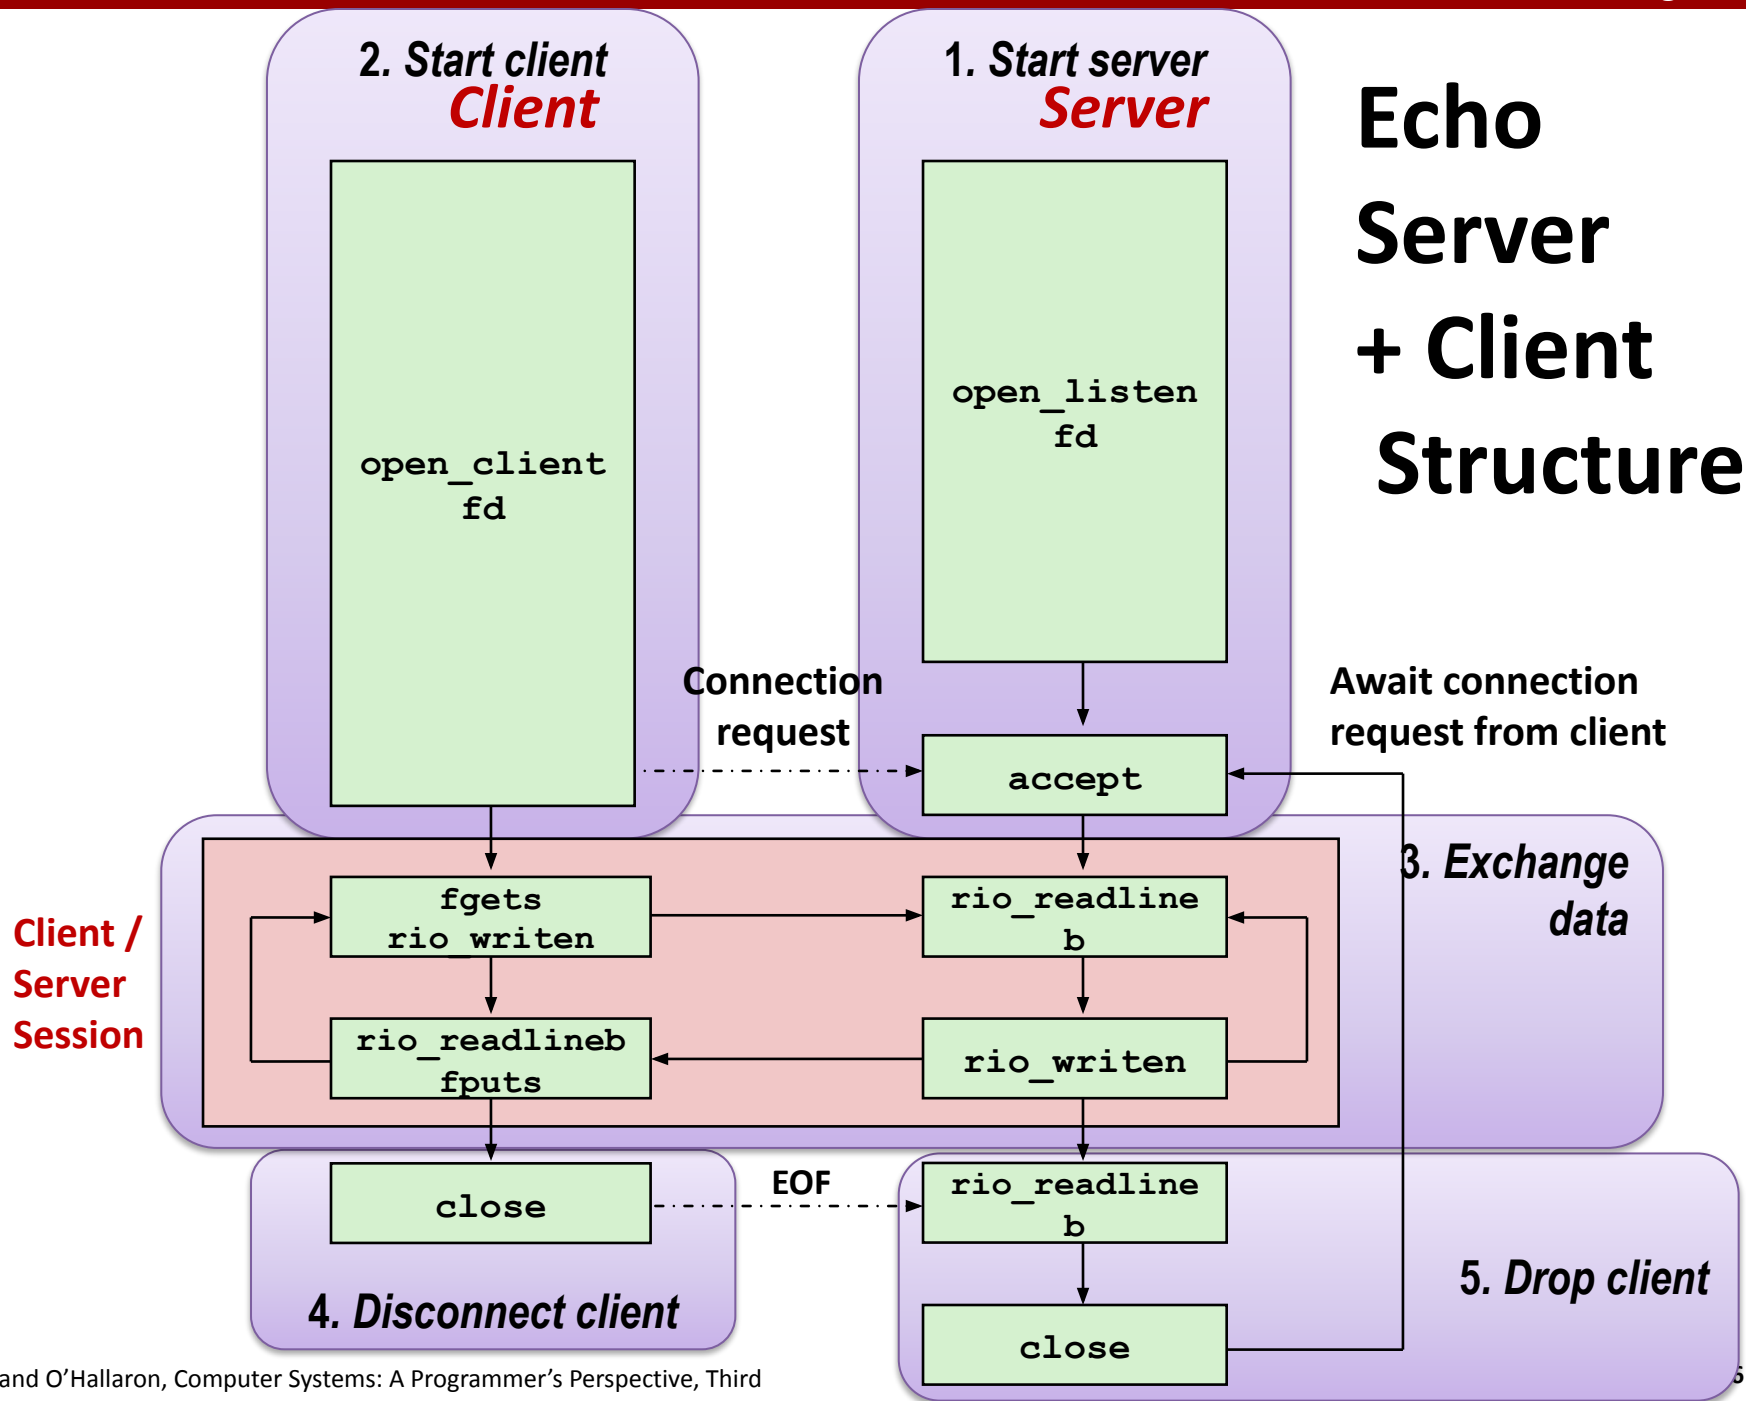 2. Start client
Client
1. Start server
Server
Echo
Server
+ Client
Structure
open_client
fd
open_listen
fd
Connection
request
Await connection
request from client
accept
3. Exchange
data
Client /
Server
Session
fgets
rio_writen
rio_readline
b
rio_readlineb
fputs
rio_writen
close
EOF
rio_readline
b
4. Disconnect client
5. Drop client
close
and O’Hallaron, Computer Systems: A Programmer’s Perspective, Third